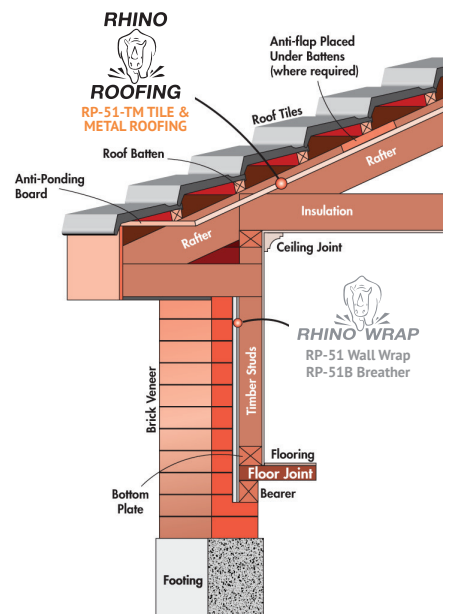 RHINO
ROOFING
RP-51-TM TILE &
METAL ROOFING
Anti-flap Placed
Under Battens
(where required)
Roof Tiles
Roof Batten
Rafter
Anti-Ponding
Board
Insulation
Rafter
Ceiling Joint
RHINO WRAP
RP-51 Wall Wrap
RP-51B Breather
Timber Studs
Brick Veneer
Flooring
Floor Joint
Bottom
Plate
Bearer
Footing